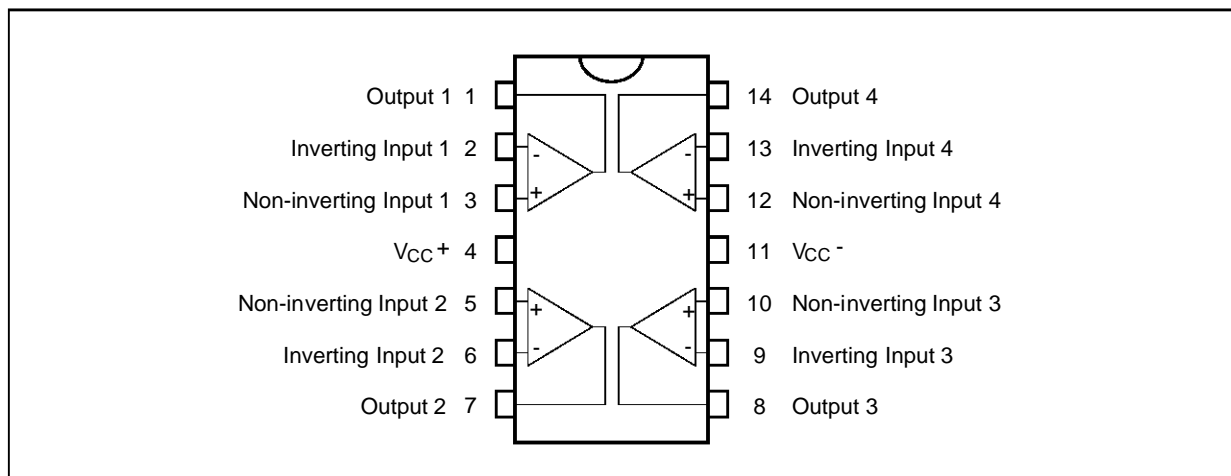 Output 1 1 14 Output 4
Inverting Input 1 2 - - 13 Inverting Input 4
Non-inverting Input 1 3 + + 12 Non-inverting Input 4
VCC + 4 11 VCC -
Non-inverting Input 2 5 + + 10 Non-inverting Input 3
Inverting Input 2 6 - - 9 Inverting Input 3
Output 2 7 8 Output 3